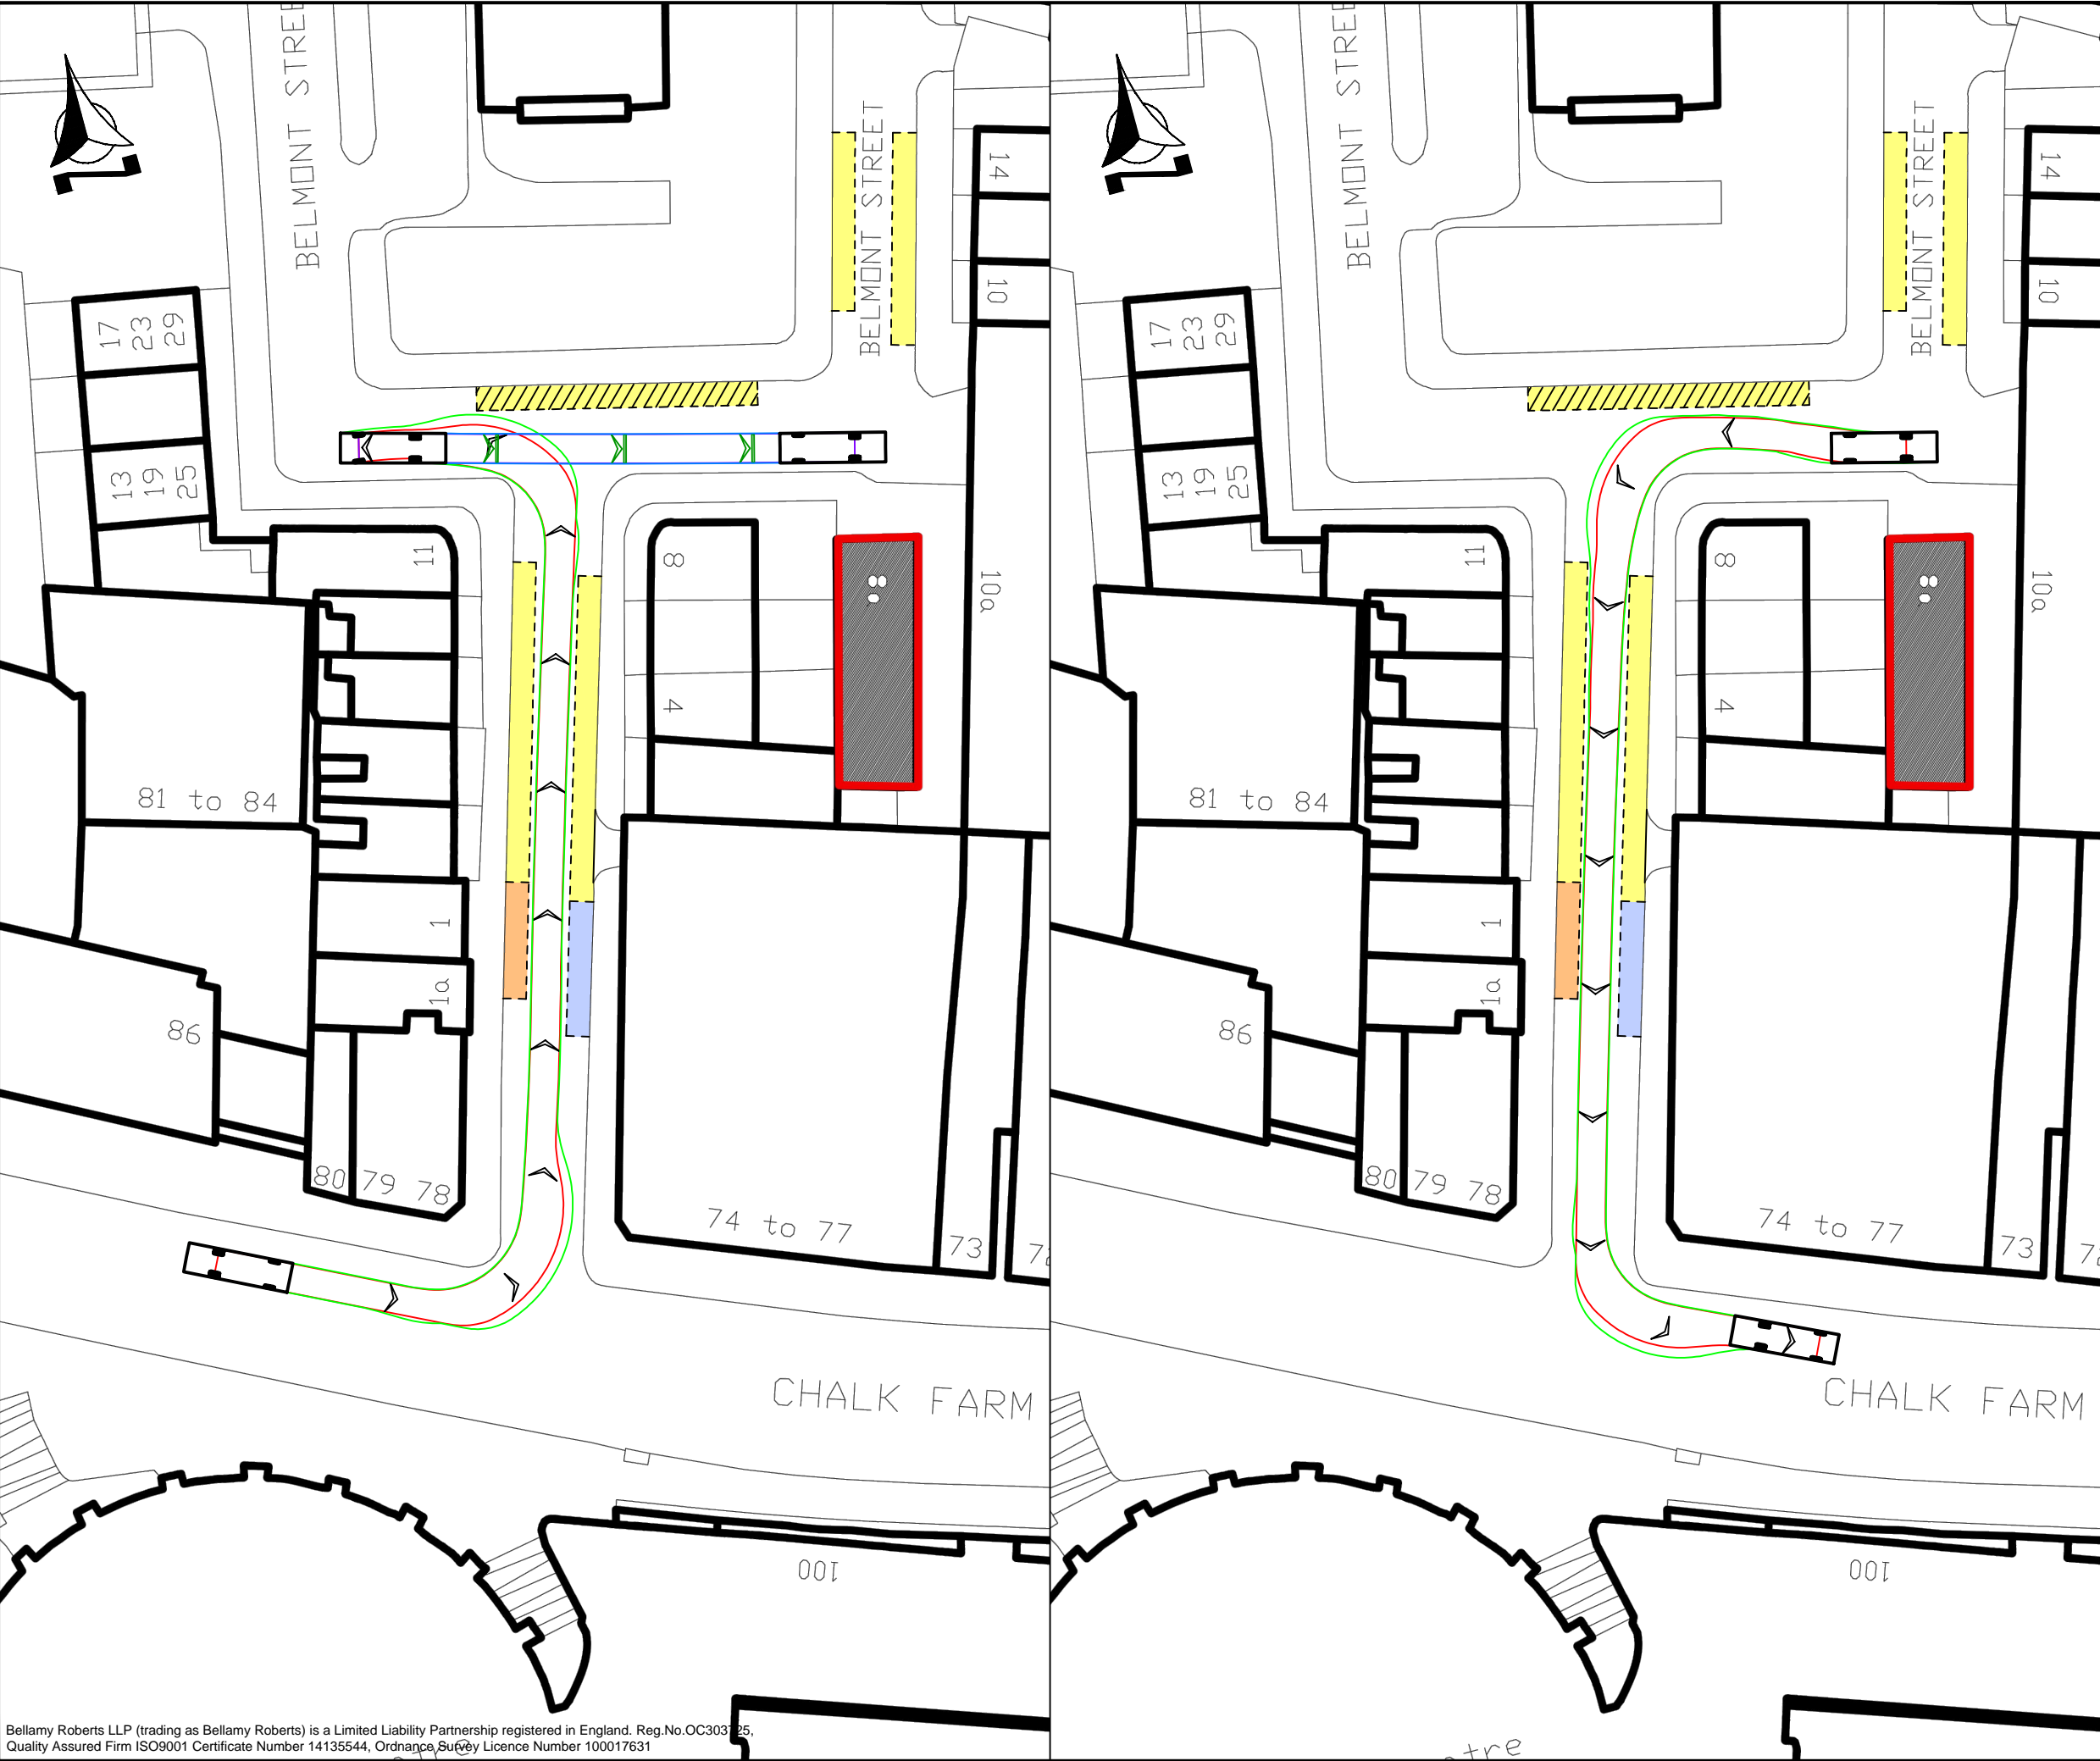 BELMONT STREE
BELMONT STREET
14
10
17
23
29
13
19
25
11
8
4
10a
81 to 84
1
1a
86
80 79 78
74 to 77
73
CHALK FARM
100
Bellamy Roberts LLP (trading as Bellamy Roberts) is a Limited Liability Partnership registered in England. Reg.No.OC303725,
Quality Assured Firm ISO9001 Certificate Number 14135544, Ordnance Survey Licence Number 100017631
BELMONT STREE
BELMONT STREET
14
10
17
23
29
13
19
25
11
8
4
10a
81 to 84
1
1a
86
80 79 78
74 to 77
73
CHALK FARM
100
ntre